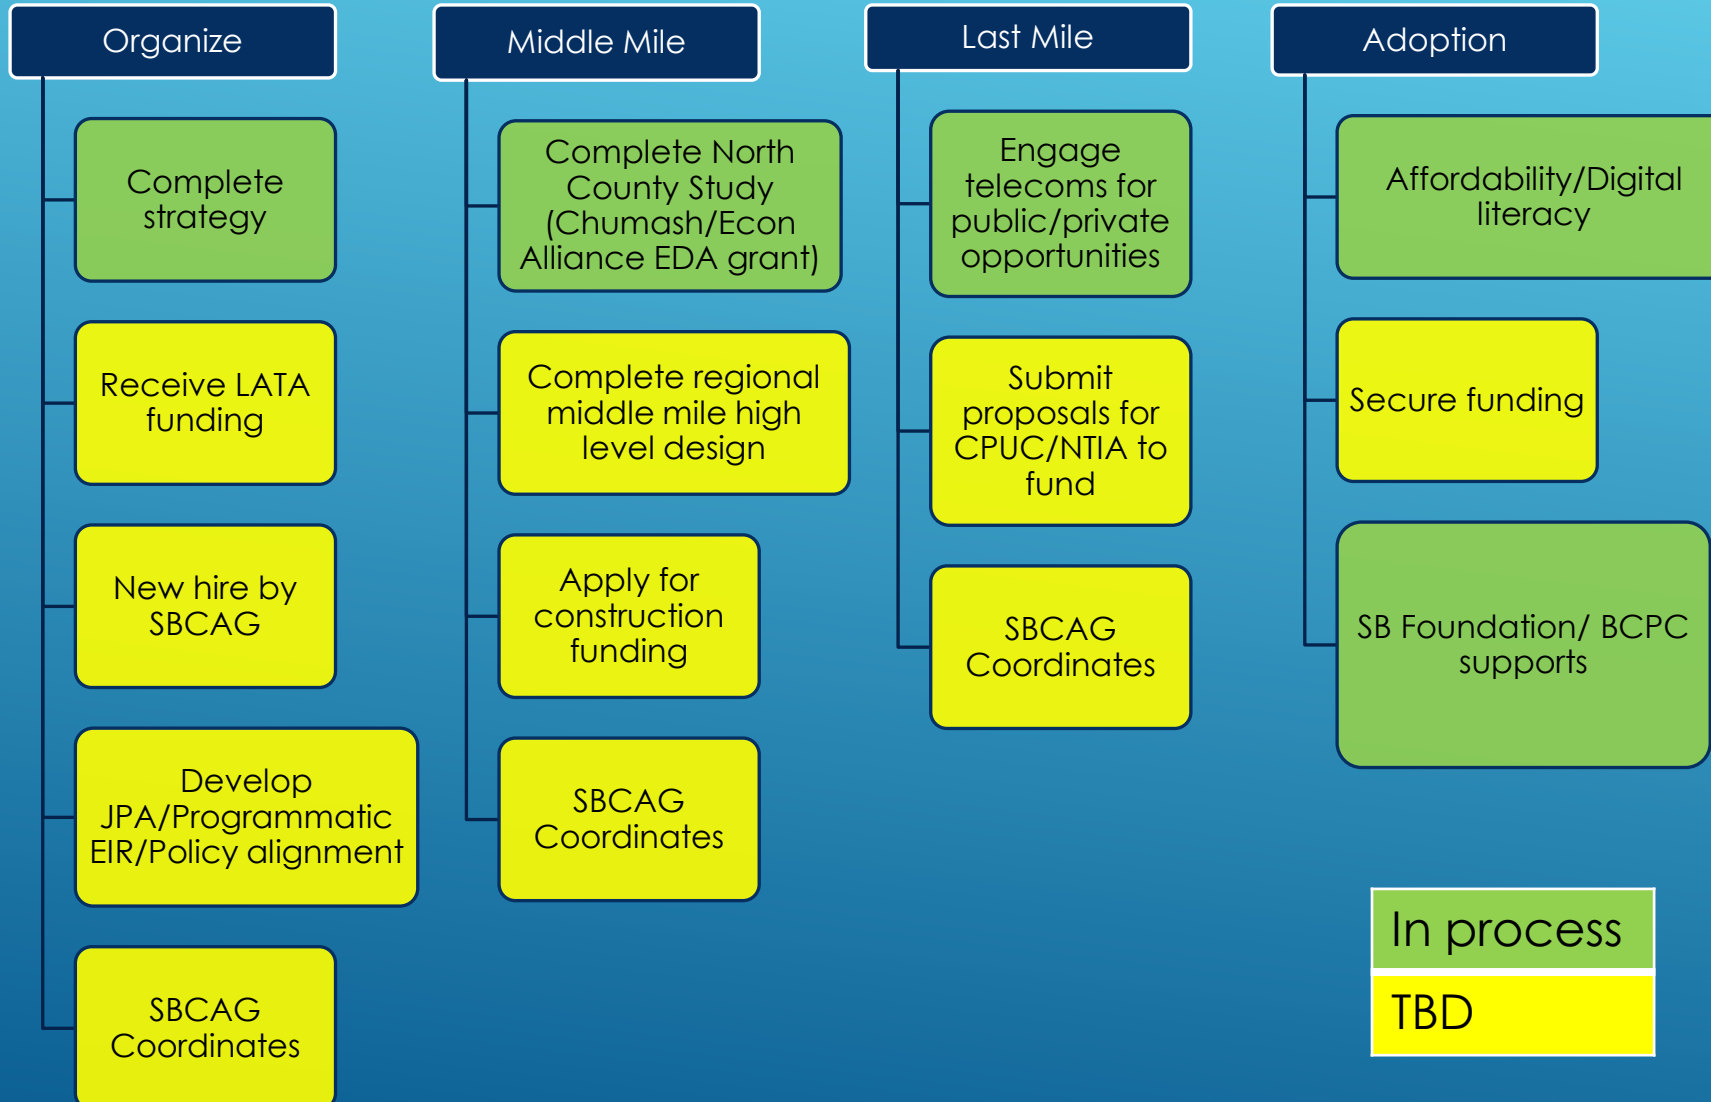 Organize
Complete
strategy
Receive LATA
funding
New hire by
SBCAG
Develop
JPA/Programmatic
EIR/Policy alignment
SBCAG
Coordinates
Middle Mile
Complete North
County Study
(Chumash/Econ
Alliance EDA grant)
Complete regional
middle mile high
level design
Apply for
construction
funding
SBCAG
Coordinates
Last Mile
Engage
telecoms for
public/private
opportunities
Submit
proposals for
CPUC/NTIA to
fund
SBCAG
Coordinates
Adoption
Affordability/Digital
literacy
Secure funding
SB Foundation/ BCPC
supports
In process
TBD